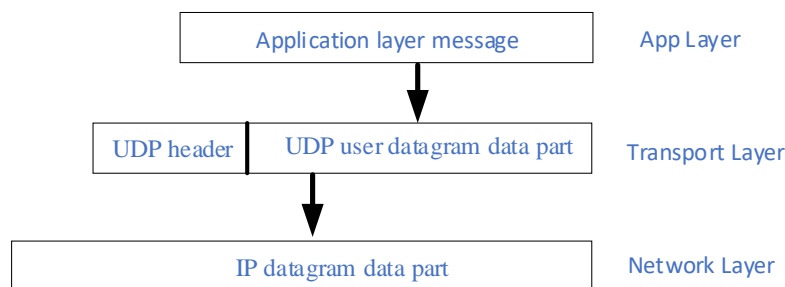 Application layer message
App Layer
UDP header
UDP user datagram data part
Transport Layer
IP datagram data part
Network Layer